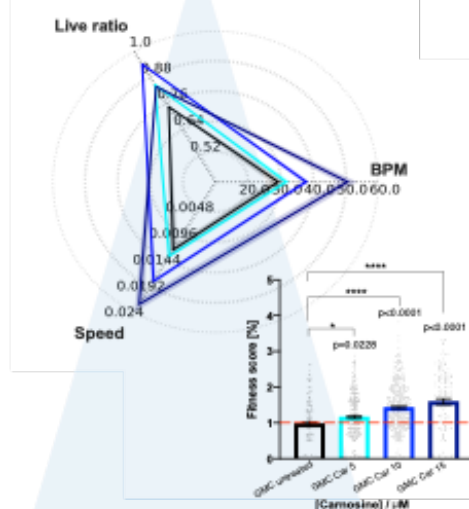 Live ratio
1.0
0.88
0.76
0.64
0.52
BPM
20.0 30.0 40.0 50.0 60.0
0.0048
0.0096
0.0144
0.0192
0.024
Speed
****
****
p<0.0001
*
p<0.0001
p=0.0228
Fitness score [%]
5
4
3
2
1
0
GMC untreated
GMC Car 5
GMC Car 10
GMC Car 15
[Carnosine] / µM